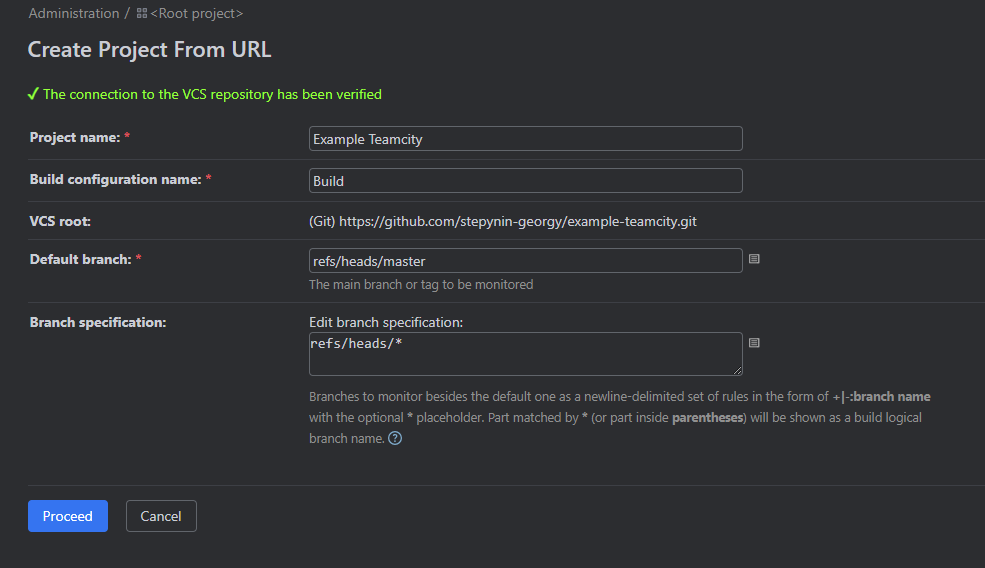 Administration / <Root project>
Create Project From URL
The connection to the VCS repository has been verified
Project name: * Example Teamcity
Build configuration name: * Build
VCS root: (Git) https://github.com/stepynin-georgy/example-teamcity.git
Default branch: * refs/heads/master
The main branch or tag to be monitored
Branch specification: Edit branch specification:
refs/heads/*
Branches to monitor besides the default one as a newline-delimited set of rules in the form of +|-:branch name
with the optional * placeholder. Part matched by * (or part inside parentheses) will be shown as a build logical
branch name. ?
Proceed Cancel